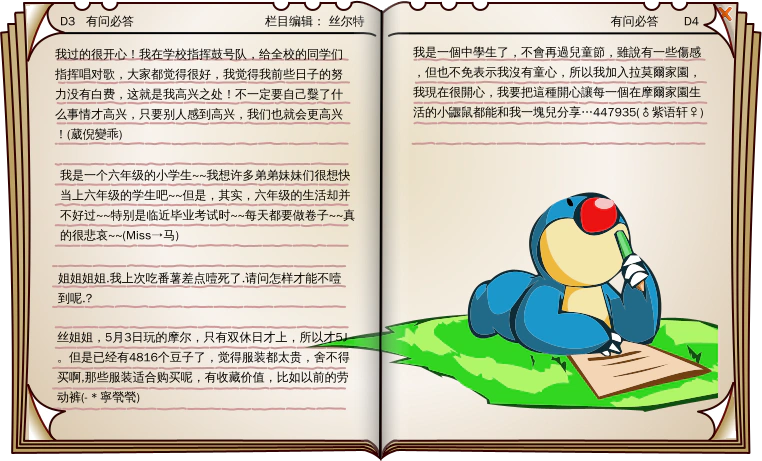 D3 有问必答 栏目编辑： 丝尔特
我过的很开心！我在学校指挥鼓号队，给全校的同学们
指挥唱对歌，大家都觉得很好，我觉得我前些日子的努
力没有白费，这就是我高兴之处！不一定要自己糳了什
么事情才高兴，只要别人感到高兴，我们也就会更高兴
！(葳倪變乖)
我是一个六年级的小学生~~我想许多弟弟妹妹们很想快
当上六年级的学生吧~~但是，其实，六年级的生活却并
不好过~~特别是临近毕业考试时~~每天都要做卷子~~真
的很悲哀~~(Miss→马)
姐姐姐姐.我上次吃番薯差点噎死了.请问怎样才能不噎
到呢.?
丝姐姐，5月3日玩的摩尔，只有双休日才上，所以才5J
。但是已经有4816个豆子了，觉得服装都太贵，舍不得
买啊,那些服装适合购买呢，有收藏价值，比如以前的劳
动裤(-＊寜甇甇)
有问必答 D4
我是一個中學生了，不會再過兒童節，雖說有一些傷感
，但也不免表示我沒有童心，所以我加入拉莫爾家園，
我現在很開心，我要把這種開心讓每一個在摩爾家園生
活的小鼴鼠都能和我一塊兒分享…447935(♁紫语轩♀)